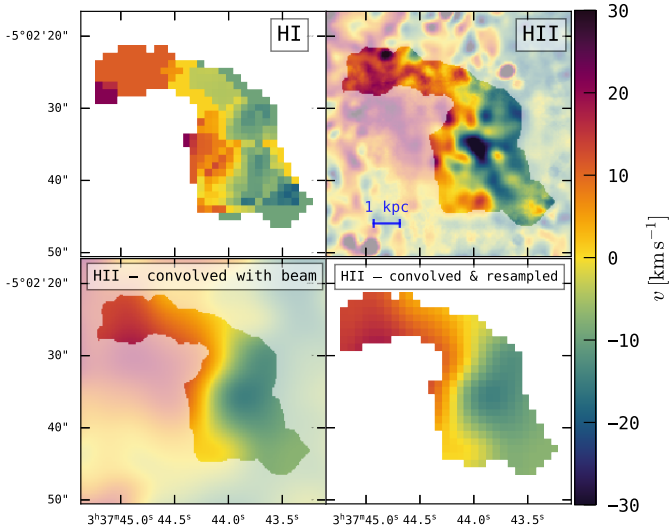 HI
HII
-5°02'20"
30"
40"
50"
1 kpc
HII − convolved with beam
HII − convolved & resampled
-5°02'20"
30"
40"
50"
3ʰ37ᵐ45.0ˢ 44.5ˢ 44.0ˢ 43.5ˢ
3ʰ37ᵐ45.0ˢ 44.5ˢ 44.0ˢ 43.5ˢ
30
20
10
0
−10
−20
−30
v [km s⁻¹]